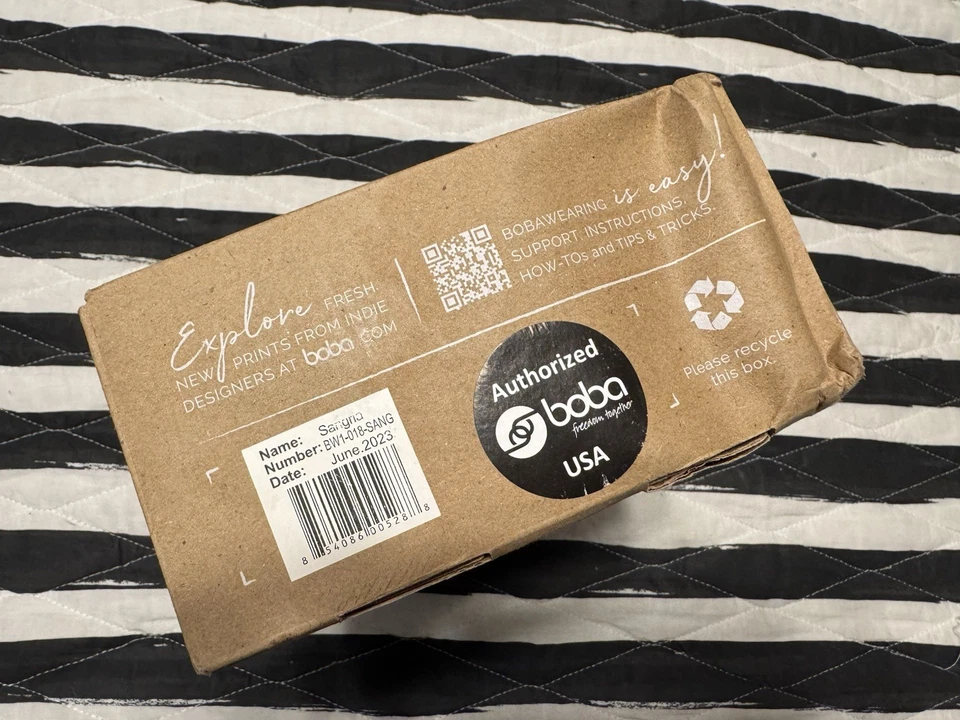 Explore FRESH,
NEW PRINTS FROM INDIE
DESIGNERS AT boba.COM
BOBAWEARING is easy!
SUPPORT INSTRUCTIONS,
HOW-TOs and TIPS & TRICKS.
Name: Sangria
Number: BW1-018-SANG
Date: June.2023
8 54086 00528 8
Authorized
boba
freedom together
USA
Please recycle
this box.